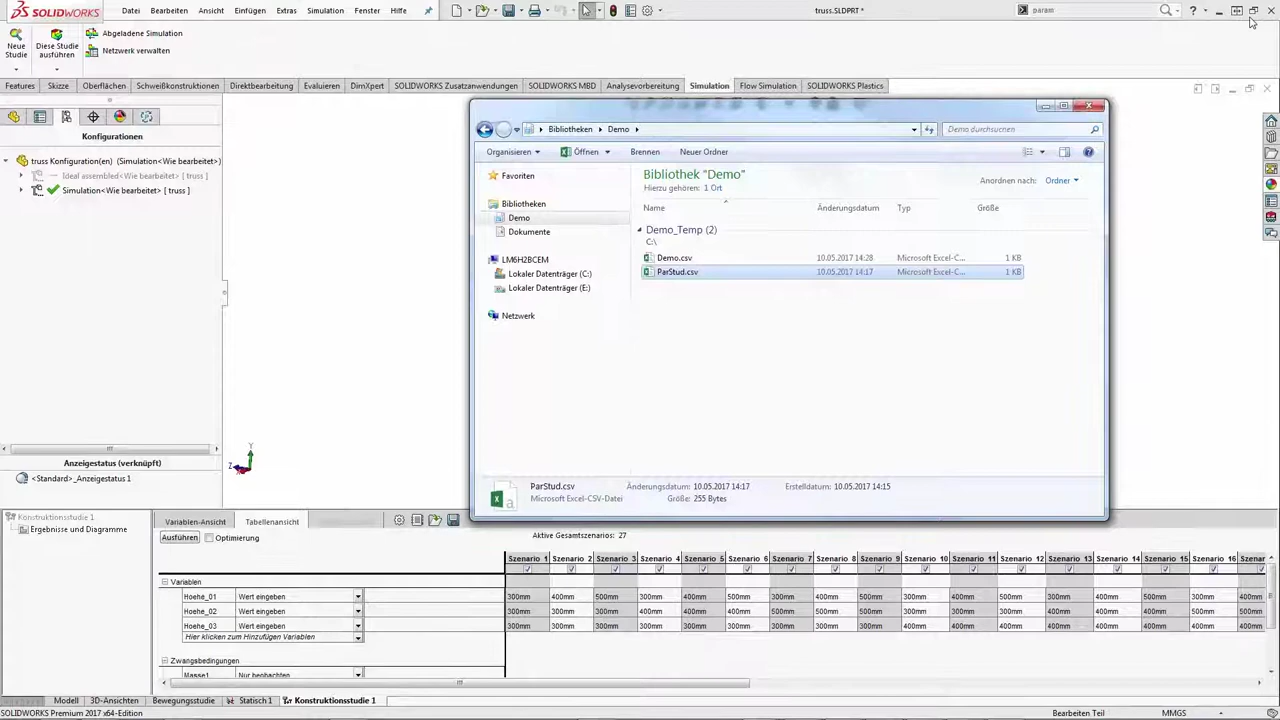 SOLIDWORKS
Datei Bearbeiten Ansicht Einfügen Extras Simulation Fenster Hilfe
truss.SLDPRT *
param
Neue Studie
Diese Studie ausführen
Abgeladene Simulation
Netzwerk verwalten
Features Skizze Oberflächen Schweißkonstruktionen Direktbearbeitung Evaluieren DimXpert SOLIDWORKS Zusatzanwendungen SOLIDWORKS MBD Analysevorbereitung Simulation Flow Simulation SOLIDWORKS Plastics
Konfigurationen
truss Konfiguration(en) (Simulation<Wie bearbeitet>)
Ideal assembled<Wie bearbeitet> [ truss ]
Simulation<Wie bearbeitet> [ truss ]
Anzeigestatus (verknüpft)
<Standard>_Anzeigestatus 1
Y
Z
Bibliotheken Demo
Demo durchsuchen
Organisieren Öffnen Brennen Neuer Ordner
Favoriten
Bibliotheken
Demo
Dokumente
LM6H2BCEM
Lokaler Datenträger (C:)
Lokaler Datenträger (E:)
Netzwerk
Bibliothek "Demo"
Hierzu gehören: 1 Ort
Anordnen nach: Ordner
Name Änderungsdatum Typ Größe
Demo_Temp (2)
C:\
Demo.csv 10.05.2017 14:28 Microsoft Excel-C... 1 KB
ParStud.csv 10.05.2017 14:17 Microsoft Excel-C... 1 KB
ParStud.csv Änderungsdatum: 10.05.2017 14:17 Erstelldatum: 10.05.2017 14:15
Microsoft Excel-CSV-Datei Größe: 255 Bytes
Konstruktionsstudie 1
Ergebnisse und Diagramme
Variablen-Ansicht Tabellenansicht
Ausführen Optimierung
Aktive Gesamtszenarios: 27
Szenario 1 Szenario 2 Szenario 3 Szenario 4 Szenario 5 Szenario 6 Szenario 7 Szenario 8 Szenario 9 Szenario 10 Szenario 11 Szenario 12 Szenario 13 Szenario 14 Szenario 15 Szenario 16 Szenar
Variablen
Hoehe_01 Wert eingeben 300mm 400mm 500mm 300mm 400mm 500mm 300mm 400mm 500mm 300mm 400mm 500mm 300mm 400mm 500mm 300mm 400mm
Hoehe_02 Wert eingeben 300mm 300mm 300mm 400mm 400mm 400mm 500mm 500mm 500mm 300mm 300mm 300mm 400mm 400mm 400mm 500mm 500mm
Hoehe_03 Wert eingeben 300mm 300mm 300mm 300mm 300mm 300mm 300mm 300mm 300mm 400mm 400mm 400mm 400mm 400mm 400mm 400mm 400mm
Hier klicken zum Hinzufügen Variablen
Zwangsbedingungen
Masse1 Nur beobachten
Modell 3D-Ansichten Bewegungsstudie Statisch 1 Konstruktionsstudie 1
SOLIDWORKS Premium 2017 x64-Edition
Bearbeiten Teil
MMGS